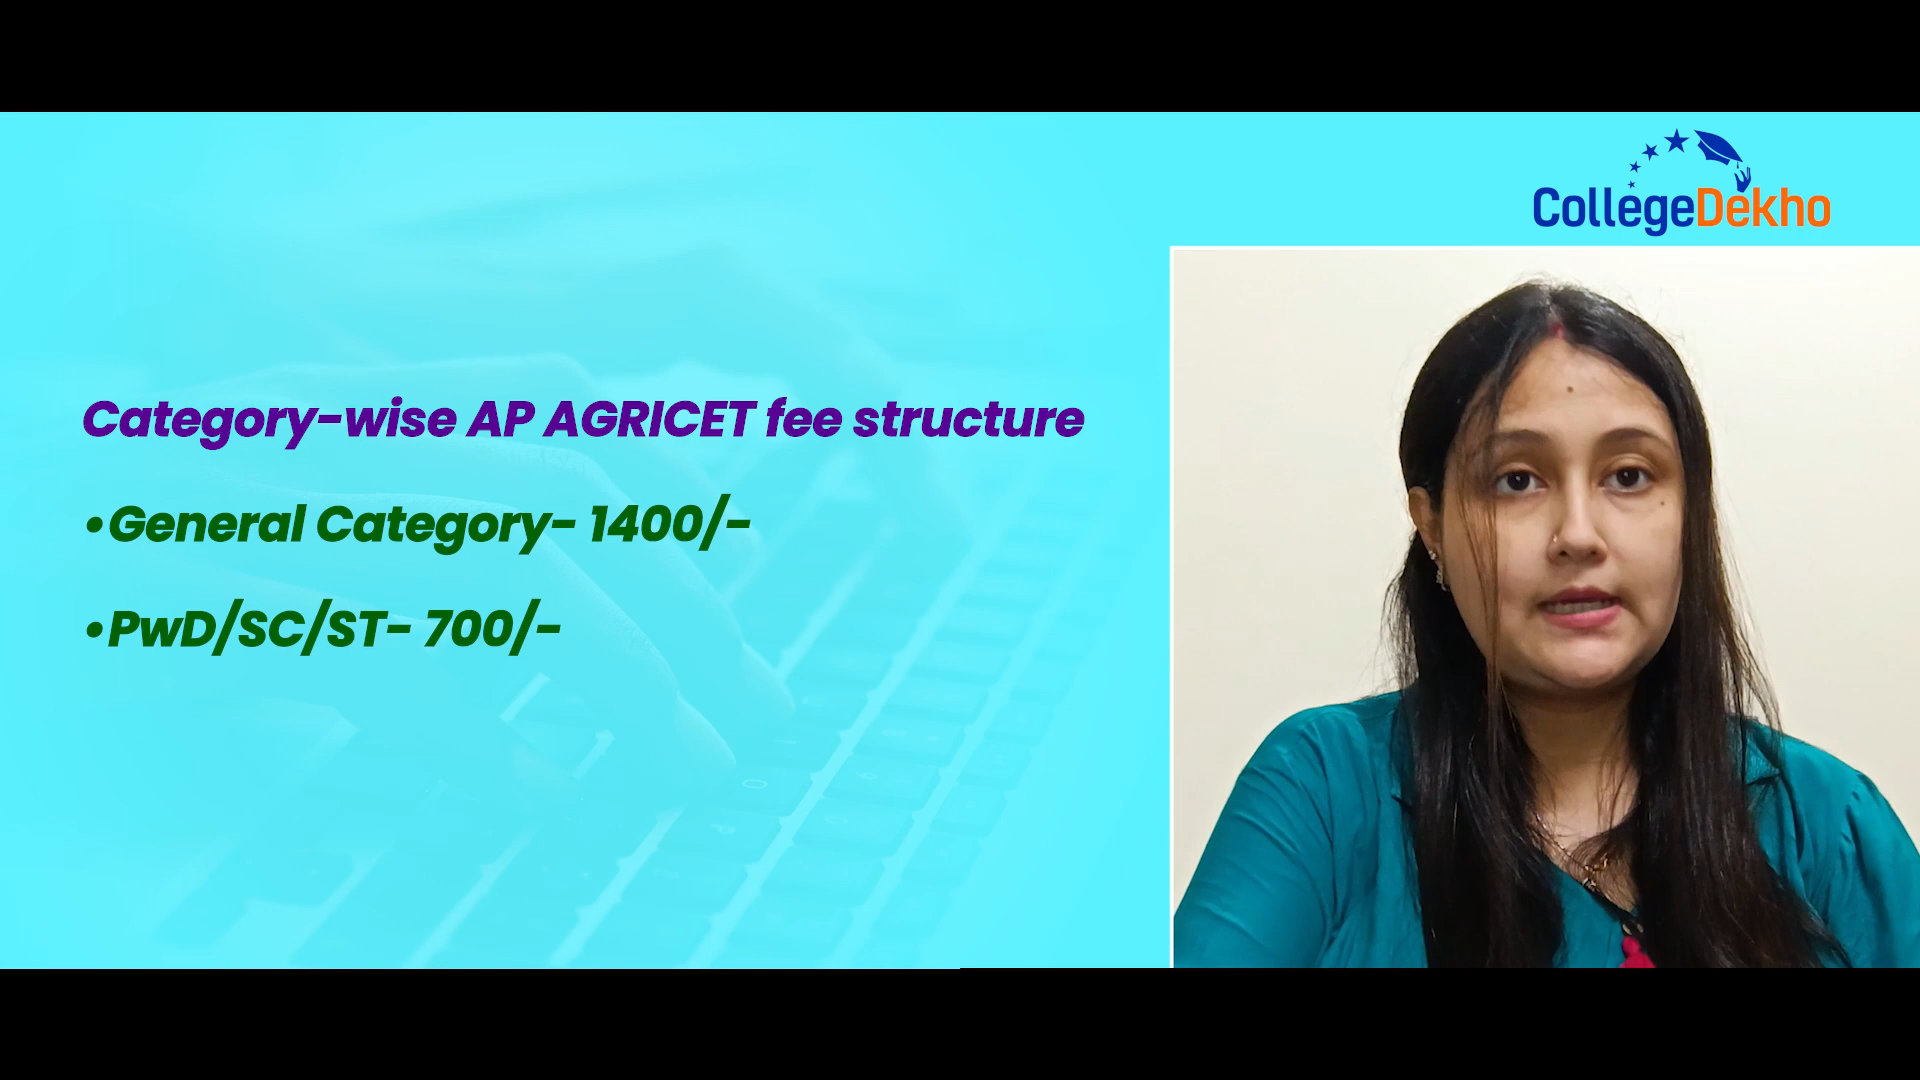 CollegeDekho
Category-wise AP AGRICET fee structure
•General Category- 1400/-
•PwD/SC/ST- 700/-